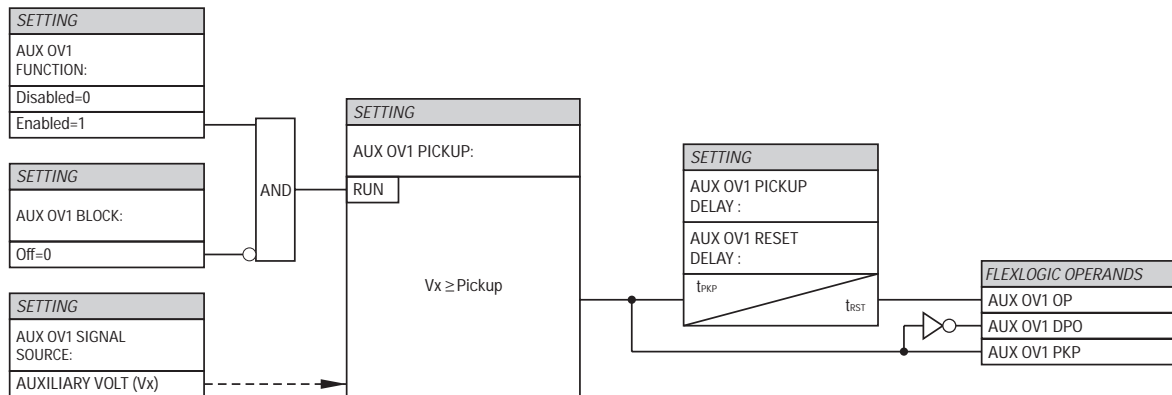 SETTING
AUX OV1
FUNCTION:
Disabled=0
Enabled=1
SETTING
AUX OV1 BLOCK:
Off=0
SETTING
AUX OV1 SIGNAL
SOURCE:
AUXILIARY VOLT (Vx)
AND
SETTING
AUX OV1 PICKUP:
RUN
Vx ≥ Pickup
SETTING
AUX OV1 PICKUP
DELAY :
AUX OV1 RESET
DELAY :
tPKP
tRST
FLEXLOGIC OPERANDS
AUX OV1 OP
AUX OV1 DPO
AUX OV1 PKP